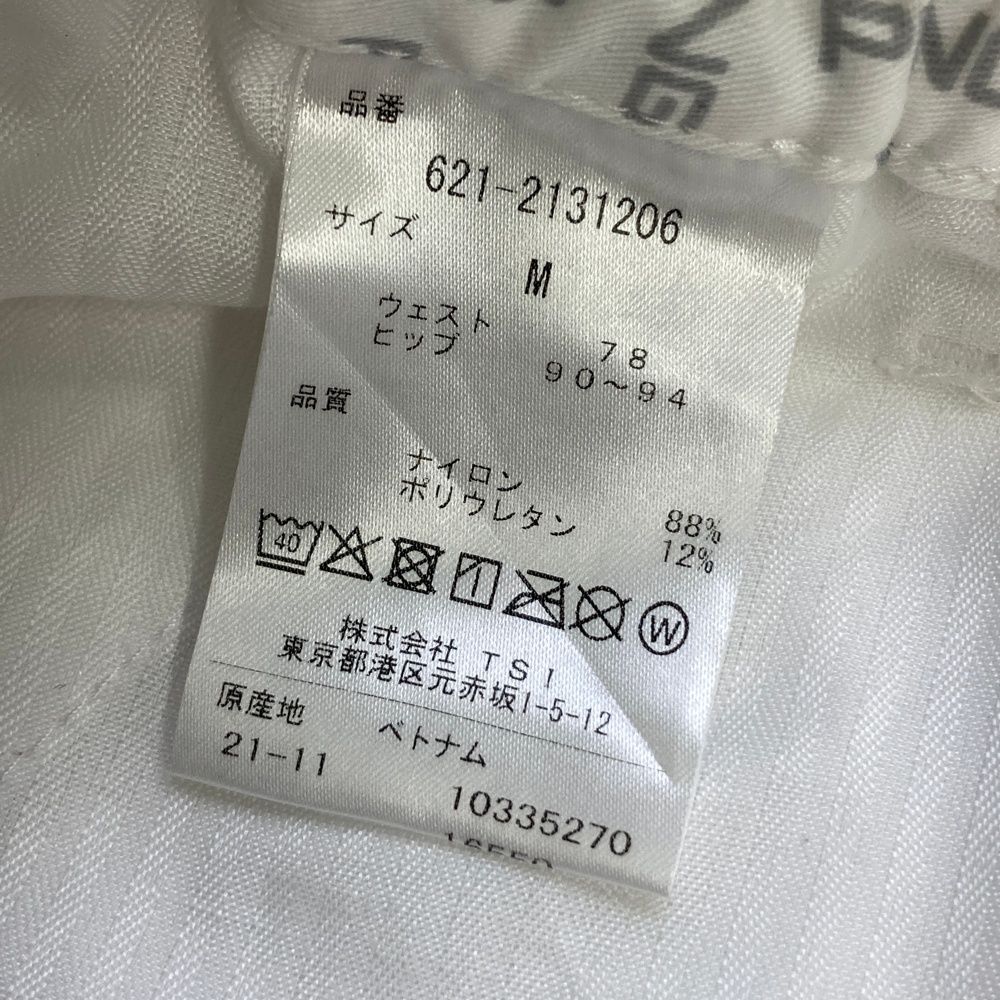 PNG
品番
621-2131206
サイズ
M
ウェスト 78
ヒップ 90〜94
品質
ナイロン 88%
ポリウレタン 12%
40
W
株式会社 TSI
東京都港区元赤坂1-5-12
原産地 ベトナム
21-11
10335270